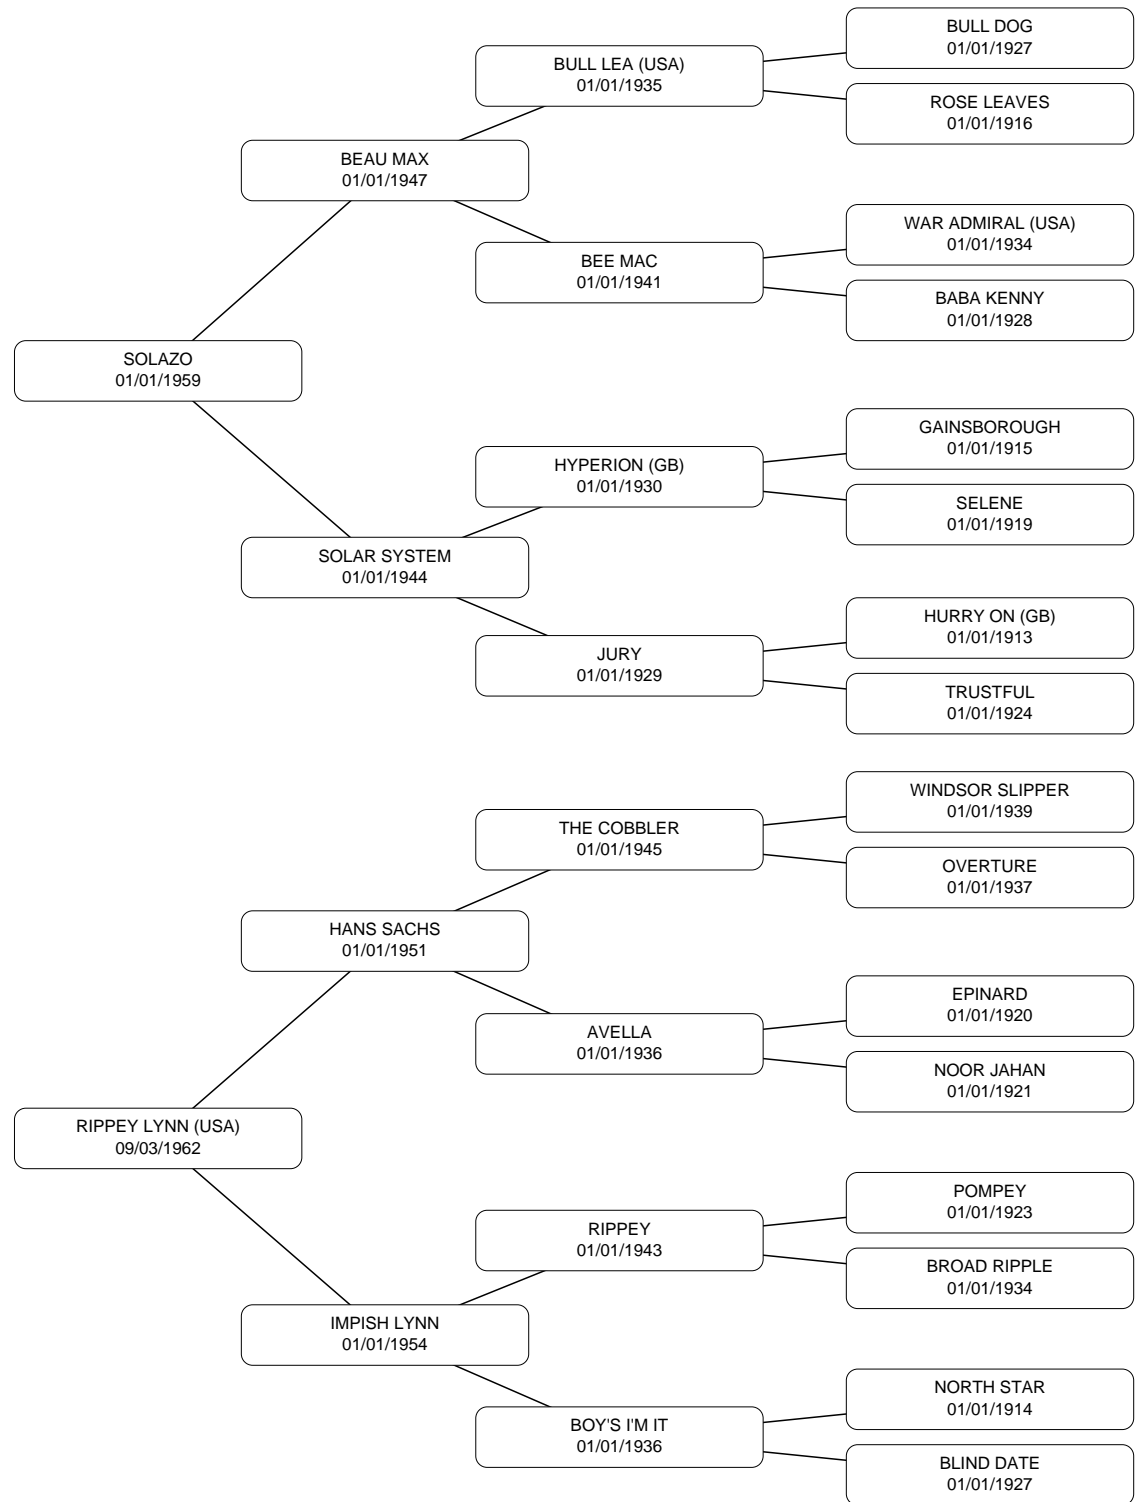 BULL DOG
01/01/1927
BULL LEA (USA)
01/01/1935
ROSE LEAVES
01/01/1916
BEAU MAX
01/01/1947
WAR ADMIRAL (USA)
01/01/1934
BEE MAC
01/01/1941
BABA KENNY
01/01/1928
SOLAZO
01/01/1959
GAINSBOROUGH
01/01/1915
HYPERION (GB)
01/01/1930
SELENE
01/01/1919
SOLAR SYSTEM
01/01/1944
HURRY ON (GB)
01/01/1913
JURY
01/01/1929
TRUSTFUL
01/01/1924
WINDSOR SLIPPER
01/01/1939
THE COBBLER
01/01/1945
OVERTURE
01/01/1937
HANS SACHS
01/01/1951
EPINARD
01/01/1920
AVELLA
01/01/1936
NOOR JAHAN
01/01/1921
RIPPEY LYNN (USA)
09/03/1962
POMPEY
01/01/1923
RIPPEY
01/01/1943
BROAD RIPPLE
01/01/1934
IMPISH LYNN
01/01/1954
NORTH STAR
01/01/1914
BOY'S I'M IT
01/01/1936
BLIND DATE
01/01/1927